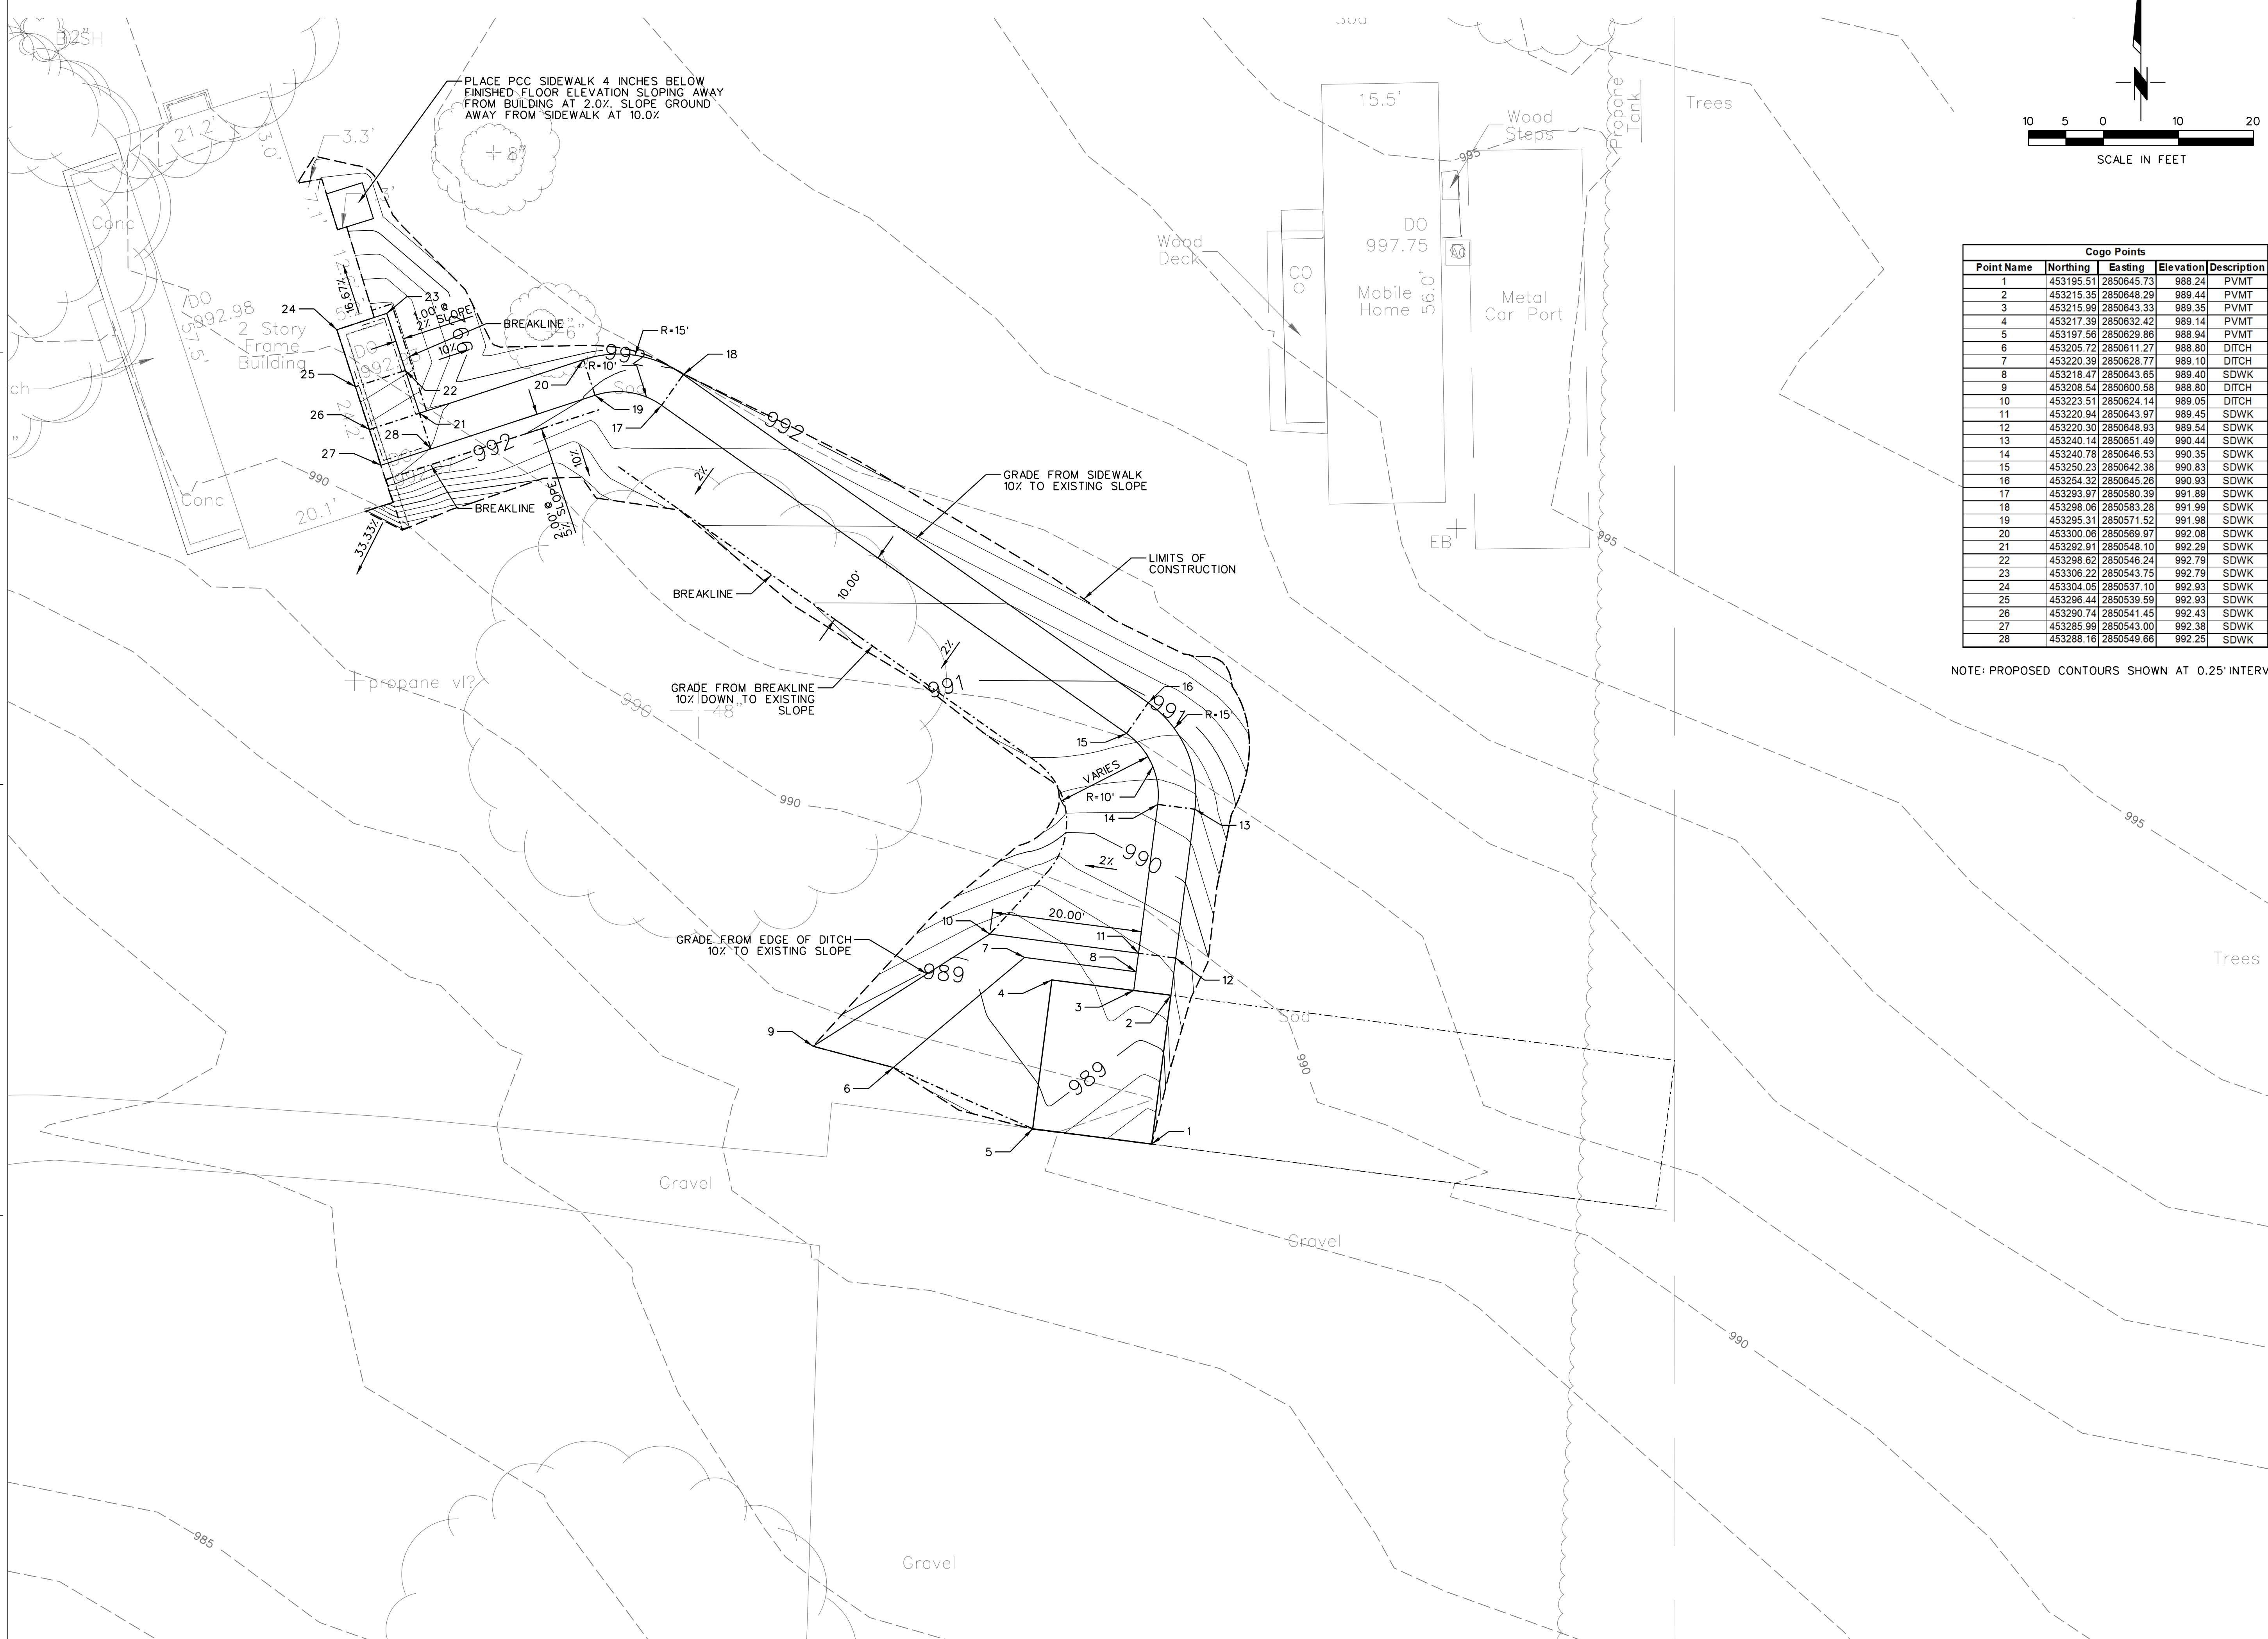 BUSH
21.2'
3.0'
3.3'
7.1'
PLACE PCC SIDEWALK 4 INCHES BELOW
FINISHED FLOOR ELEVATION SLOPING AWAY
FROM BUILDING AT 2.0%. SLOPE GROUND
AWAY FROM SIDEWALK AT 10.0%
8"
15.5'
Wood
Steps
995
Propane
Tank
Trees
10 5 0 10 20
SCALE IN FEET
Conc
DO
992.98
57.5'
2 Story
Frame
Building
16.67%
24
23
1.00' @
2% SLOPE
BREAKLINE
10%
6"
R=15'
R=10'
18
20
19
17
25
22
26
21
28
27
24.2'
992
992
Sod
990
Conc
20.1'
33.33%
BREAKLINE
10%
2.00' @
5% SLOPE
2%
Wood
Deck
CO
DO
997.75
AC
Mobile
Home
56.0'
Metal
Car Port
EB
995
GRADE FROM SIDEWALK
10% TO EXISTING SLOPE
LIMITS OF
CONSTRUCTION
BREAKLINE
10.00'
2%
propane vl?
GRADE FROM BREAKLINE
10% DOWN TO EXISTING
SLOPE
48"
990
991
991
16
R=15'
15
VARIES
R=10'
14
13
990
990
2%
20.00'
10
11
GRADE FROM EDGE OF DITCH
10% TO EXISTING SLOPE
7
8
989
12
4
3
2
9
Sod
6
989
990
5
1
Gravel
Gravel
995
Trees
990
985
Gravel
Cogo Points
Point Name Northing Easting Elevation Description
1 453195.51 2850645.73 988.24 PVMT
2 453215.35 2850648.29 989.44 PVMT
3 453215.99 2850643.33 989.35 PVMT
4 453217.39 2850632.42 989.14 PVMT
5 453197.56 2850629.86 988.94 PVMT
6 453205.72 2850611.27 988.80 DITCH
7 453220.39 2850628.77 989.10 DITCH
8 453218.47 2850643.65 989.40 SDWK
9 453208.54 2850600.58 988.80 DITCH
10 453223.51 2850624.14 989.05 DITCH
11 453220.94 2850643.97 989.45 SDWK
12 453220.30 2850648.93 989.54 SDWK
13 453240.14 2850651.49 990.44 SDWK
14 453240.78 2850646.53 990.35 SDWK
15 453250.23 2850642.38 990.83 SDWK
16 453254.32 2850645.26 990.93 SDWK
17 453293.97 2850580.39 991.89 SDWK
18 453298.06 2850583.28 991.99 SDWK
19 453295.31 2850571.52 991.98 SDWK
20 453300.06 2850569.97 992.08 SDWK
21 453292.91 2850548.10 992.29 SDWK
22 453298.62 2850546.24 992.79 SDWK
23 453306.22 2850543.75 992.79 SDWK
24 453304.05 2850537.10 992.93 SDWK
25 453296.44 2850539.59 992.93 SDWK
26 453290.74 2850541.45 992.43 SDWK
27 453285.99 2850543.00 992.38 SDWK
28 453288.16 2850549.66 992.25 SDWK
NOTE: PROPOSED CONTOURS SHOWN AT 0.25' INTERV